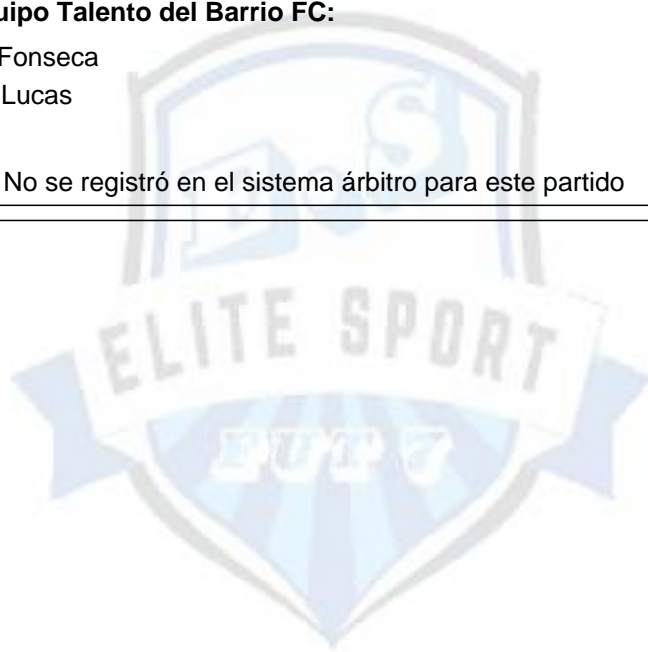 uipo Talento del Barrio FC:
Fonseca
Lucas
No se registró en el sistema árbitro para este partido
E.S
ELITE SPORT
FUT 7